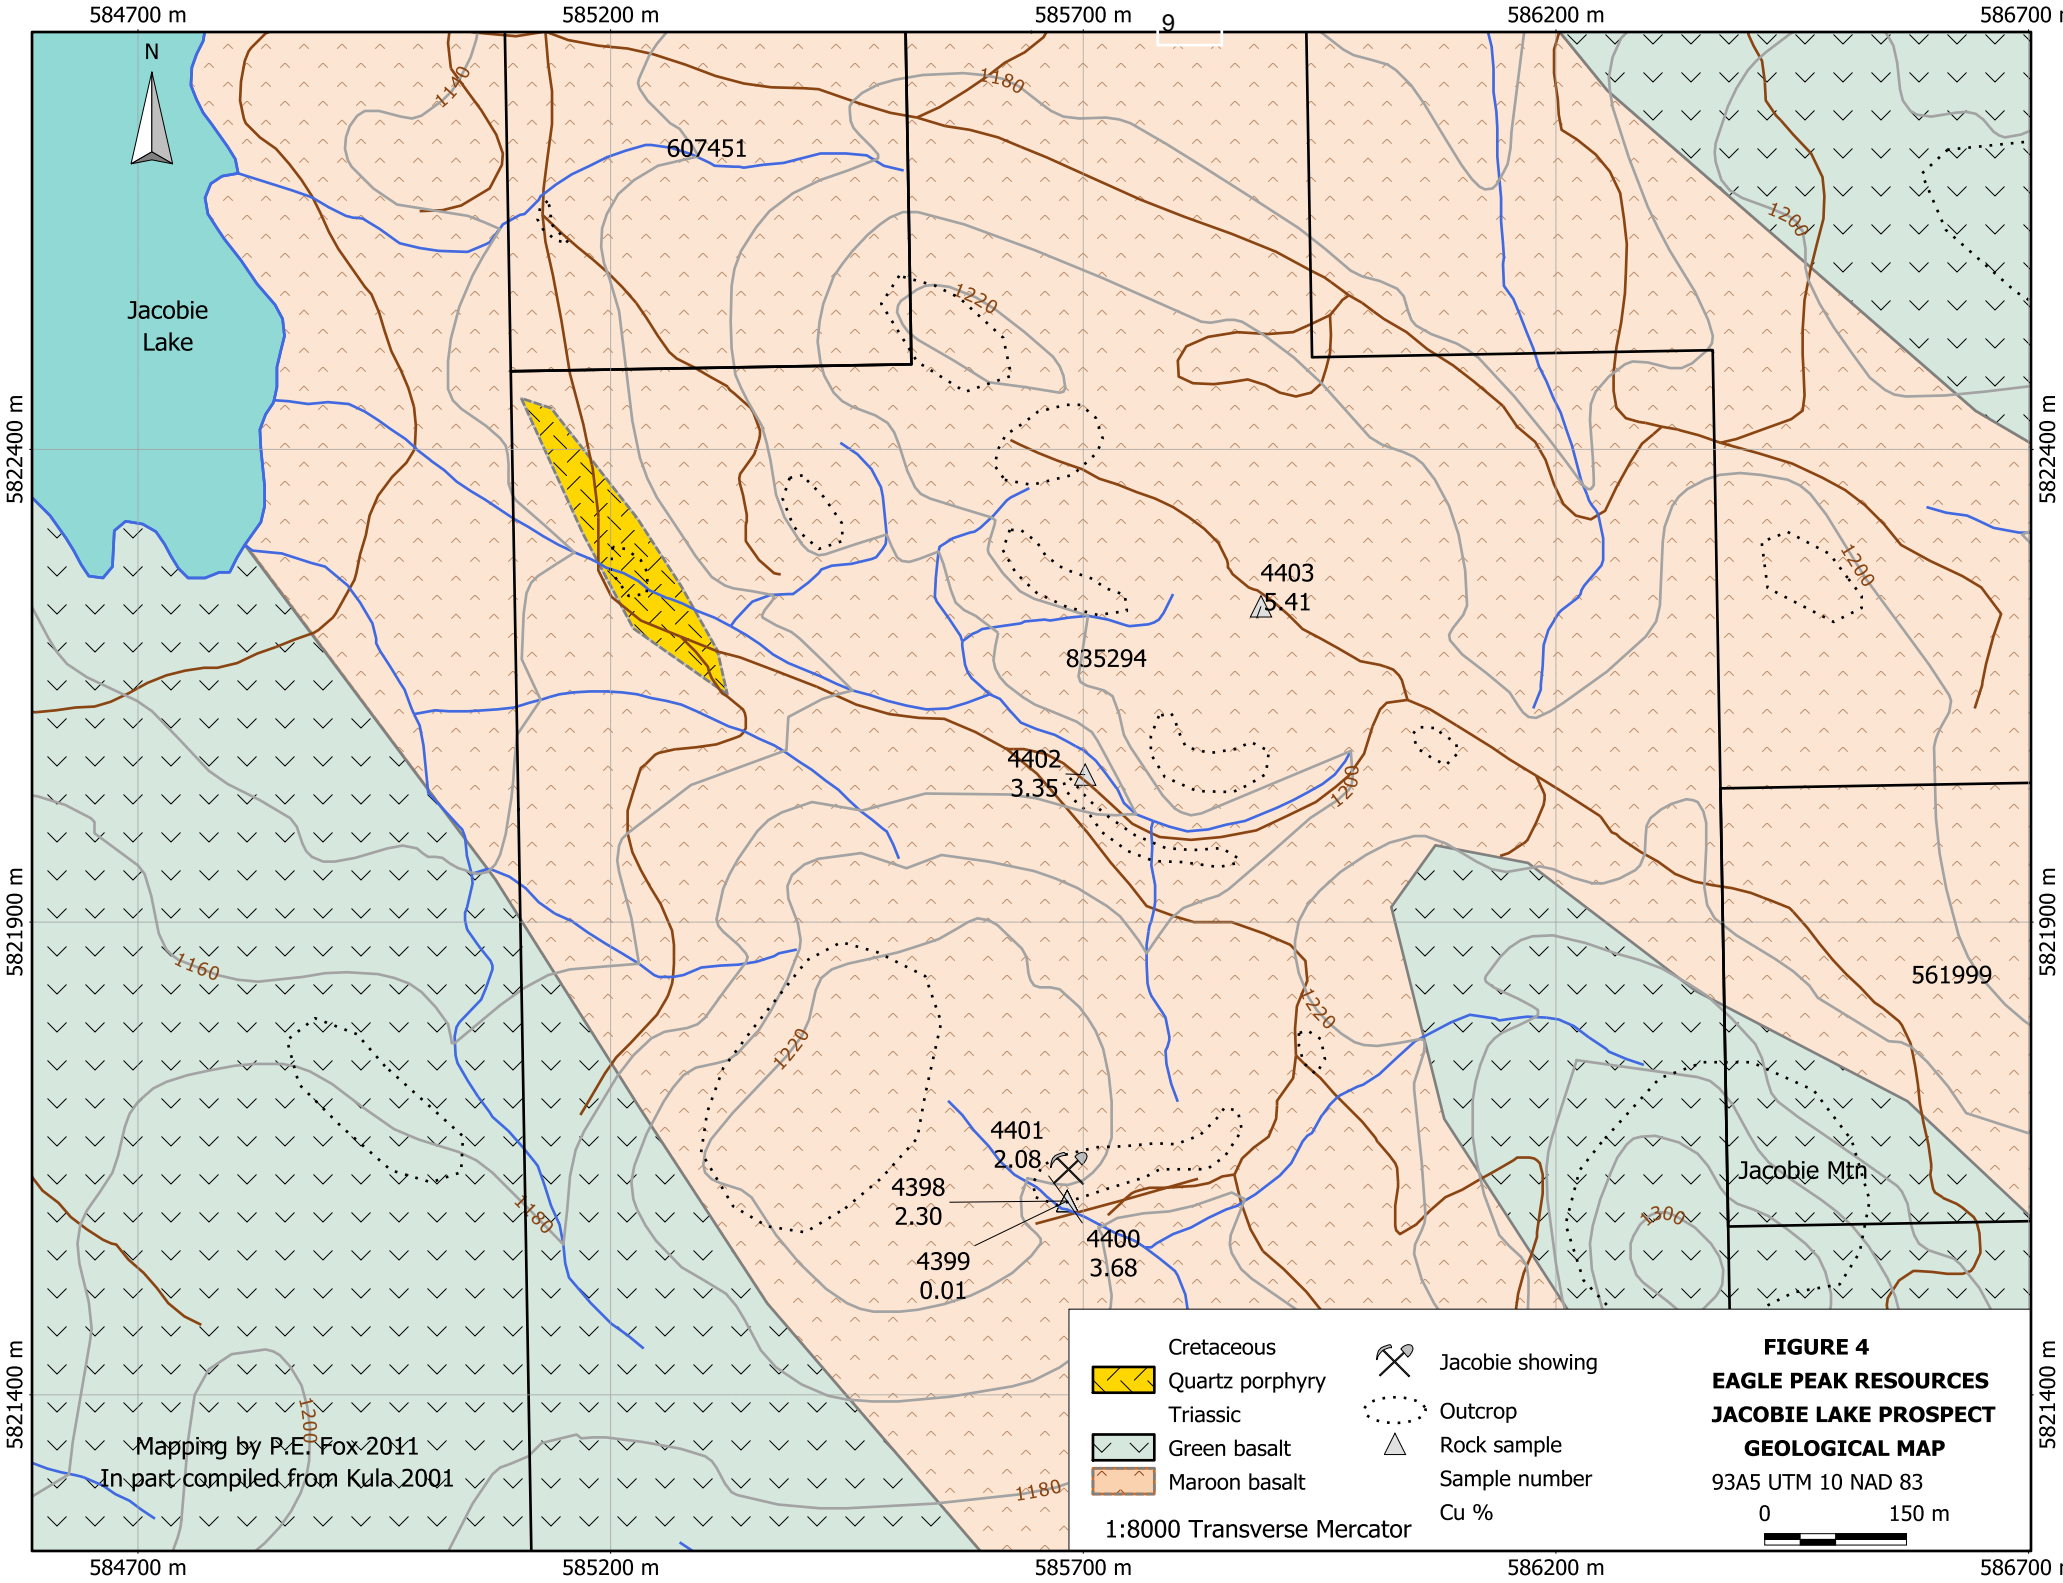 584700 m
585200 m
585700 m
9
586200 m
586700 m
N
1140
1180
607451
1200
Jacobie
Lake
1220
5822400 m
5822400 m
4403
5.41
1200
835294
4402
3.35
1200
5821900 m
5821900 m
1160
561999
1220
1220
4401
2.08
4398
2.30
4399
0.01
4400
3.68
Jacobie Mtn
1180
1300
5821400 m
5821400 m
1200
Mapping by P.E. Fox 2011
In part compiled from Kula 2001
1180
Cretaceous
Quartz porphyry
Triassic
Green basalt
Maroon basalt
1:8000 Transverse Mercator
Jacobie showing
Outcrop
Rock sample
Sample number
Cu %
FIGURE 4
EAGLE PEAK RESOURCES
JACOBIE LAKE PROSPECT
GEOLOGICAL MAP
93A5 UTM 10 NAD 83
0 150 m
584700 m
585200 m
585700 m
586200 m
586700 m